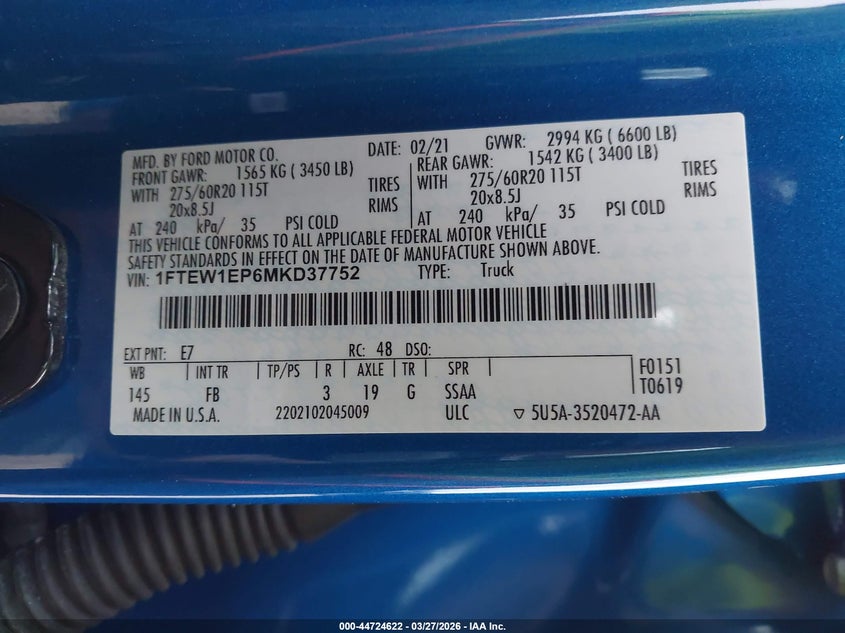 MFD. BY FORD MOTOR CO. DATE: 02/21 GVWR: 2994 KG ( 6600 LB)
FRONT GAWR: 1565 KG ( 3450 LB) REAR GAWR: 1542 KG ( 3400 LB)
WITH 275/60R20 115T TIRES WITH 275/60R20 115T TIRES
20x8.5J RIMS 20x8.5J RIMS
AT 240 kPa/ 35 PSI COLD AT 240 kPa/ 35 PSI COLD
THIS VEHICLE CONFORMS TO ALL APPLICABLE FEDERAL MOTOR VEHICLE
SAFETY STANDARDS IN EFFECT ON THE DATE OF MANUFACTURE SHOWN ABOVE.
VIN: 1FTEW1EP6MKD37752 TYPE: Truck
EXT PNT: E7 RC: 48 DSO:
WB INT TR TP/PS R AXLE TR SPR F0151
145 FB 3 19 G SSAA T0619
MADE IN U.S.A. 2202102045009 ULC ▽ 5U5A-3520472-AA
000-44724622 — 03/27/2026 — IAA Inc.